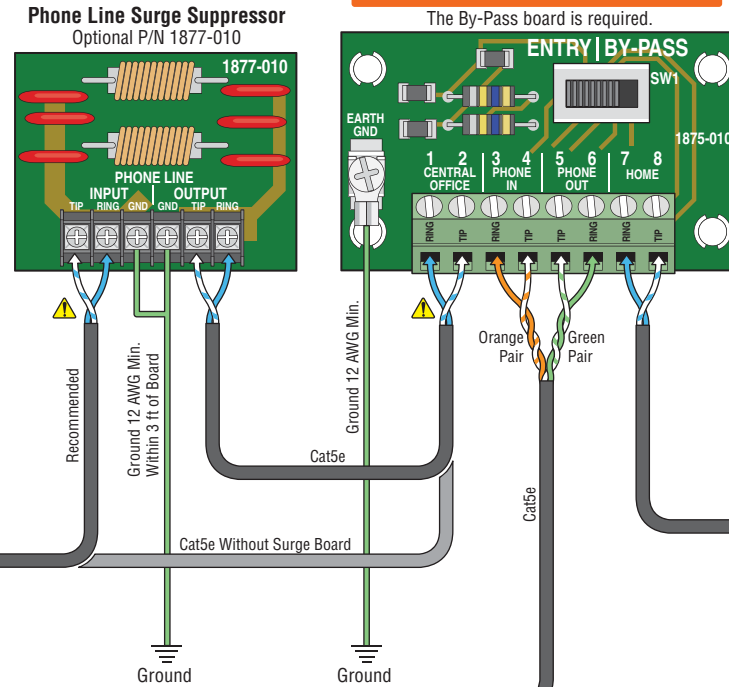 Phone Line Surge Suppressor
Optional P/N 1877-010
1877-010
PHONE LINE
INPUT OUTPUT
TIP RING GND GND TIP RING
Recommended
Ground 12 AWG Min.
Within 3 ft of Board
Ground
The By-Pass board is required.
ENTRY BY-PASS
SW1
1875-010
EARTH
GND
1 2 3 4 5 6 7 8
CENTRAL
OFFICE
PHONE
IN
PHONE
OUT
HOME
RING TIP RING TIP TIP RING RING TIP
Orange
Pair
Green
Pair
Ground 12 AWG Min.
Cat5e
Cat5e
Cat5e Without Surge Board
Ground